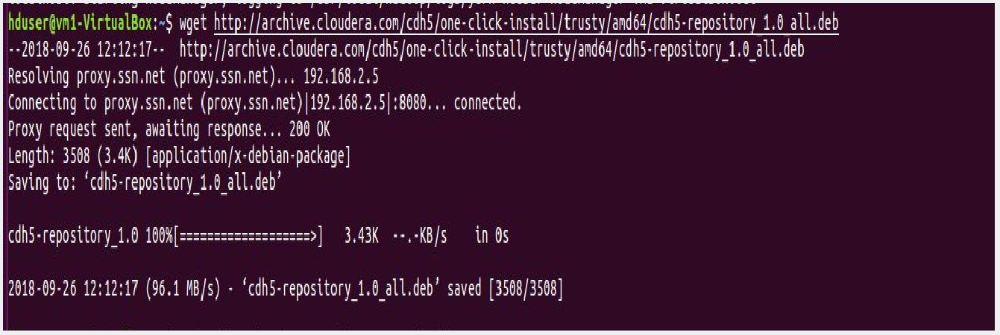 hduser@vm1-VirtualBox:~$ wget http://archive.cloudera.com/cdh5/one-click-install/trusty/amd64/cdh5-repository_1.0_all.deb
--2018-09-26 12:12:17--  http://archive.cloudera.com/cdh5/one-click-install/trusty/amd64/cdh5-repository_1.0_all.deb
Resolving proxy.ssn.net (proxy.ssn.net)... 192.168.2.5
Connecting to proxy.ssn.net (proxy.ssn.net)|192.168.2.5|:8080... connected.
Proxy request sent, awaiting response... 200 OK
Length: 3508 (3.4K) [application/x-debian-package]
Saving to: ‘cdh5-repository_1.0_all.deb’
cdh5-repository_1.0 100%[===================>]   3.43K  --.-KB/s    in 0s
2018-09-26 12:12:17 (96.1 MB/s) - ‘cdh5-repository_1.0_all.deb’ saved [3508/3508]